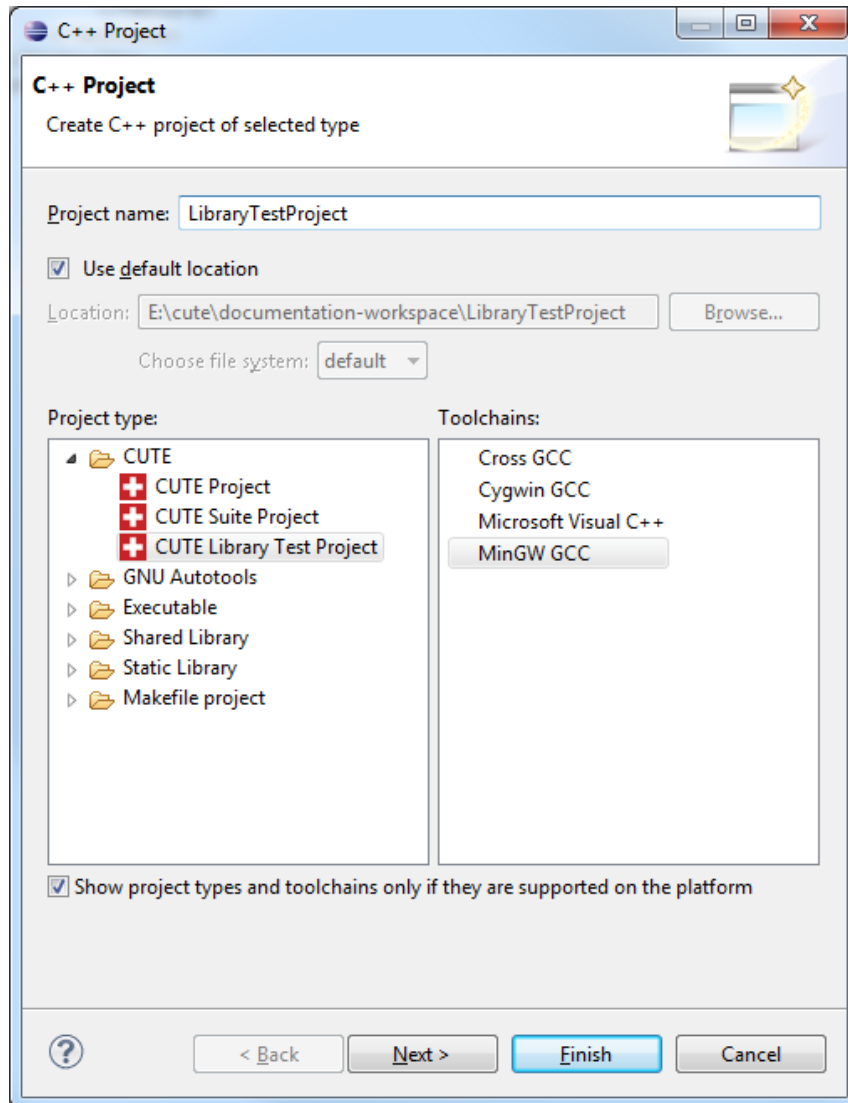 C++ Project
C++ Project
Create C++ project of selected type
Project name: LibraryTestProject
Use default location
Location: E:\cute\documentation-workspace\LibraryTestProject Browse...
Choose file system: default
Project type: Toolchains:
CUTE Cross GCC
CUTE Project Cygwin GCC
CUTE Suite Project Microsoft Visual C++
CUTE Library Test Project MinGW GCC
GNU Autotools
Executable
Shared Library
Static Library
Makefile project
Show project types and toolchains only if they are supported on the platform
? < Back Next > Finish Cancel